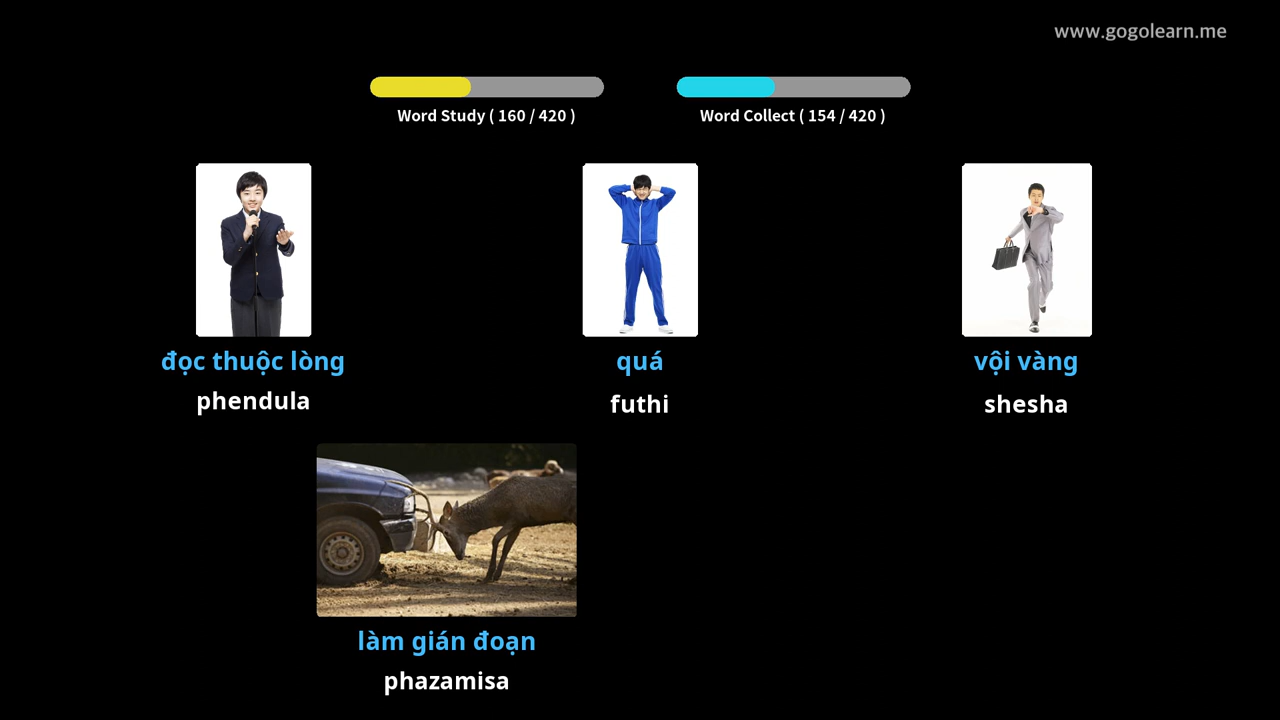 www.gogolearn.me
Word Study ( 160 / 420 )
Word Collect ( 154 / 420 )
đọc thuộc lòng
phendula
quá
futhi
vội vàng
shesha
làm gián đoạn
phazamisa